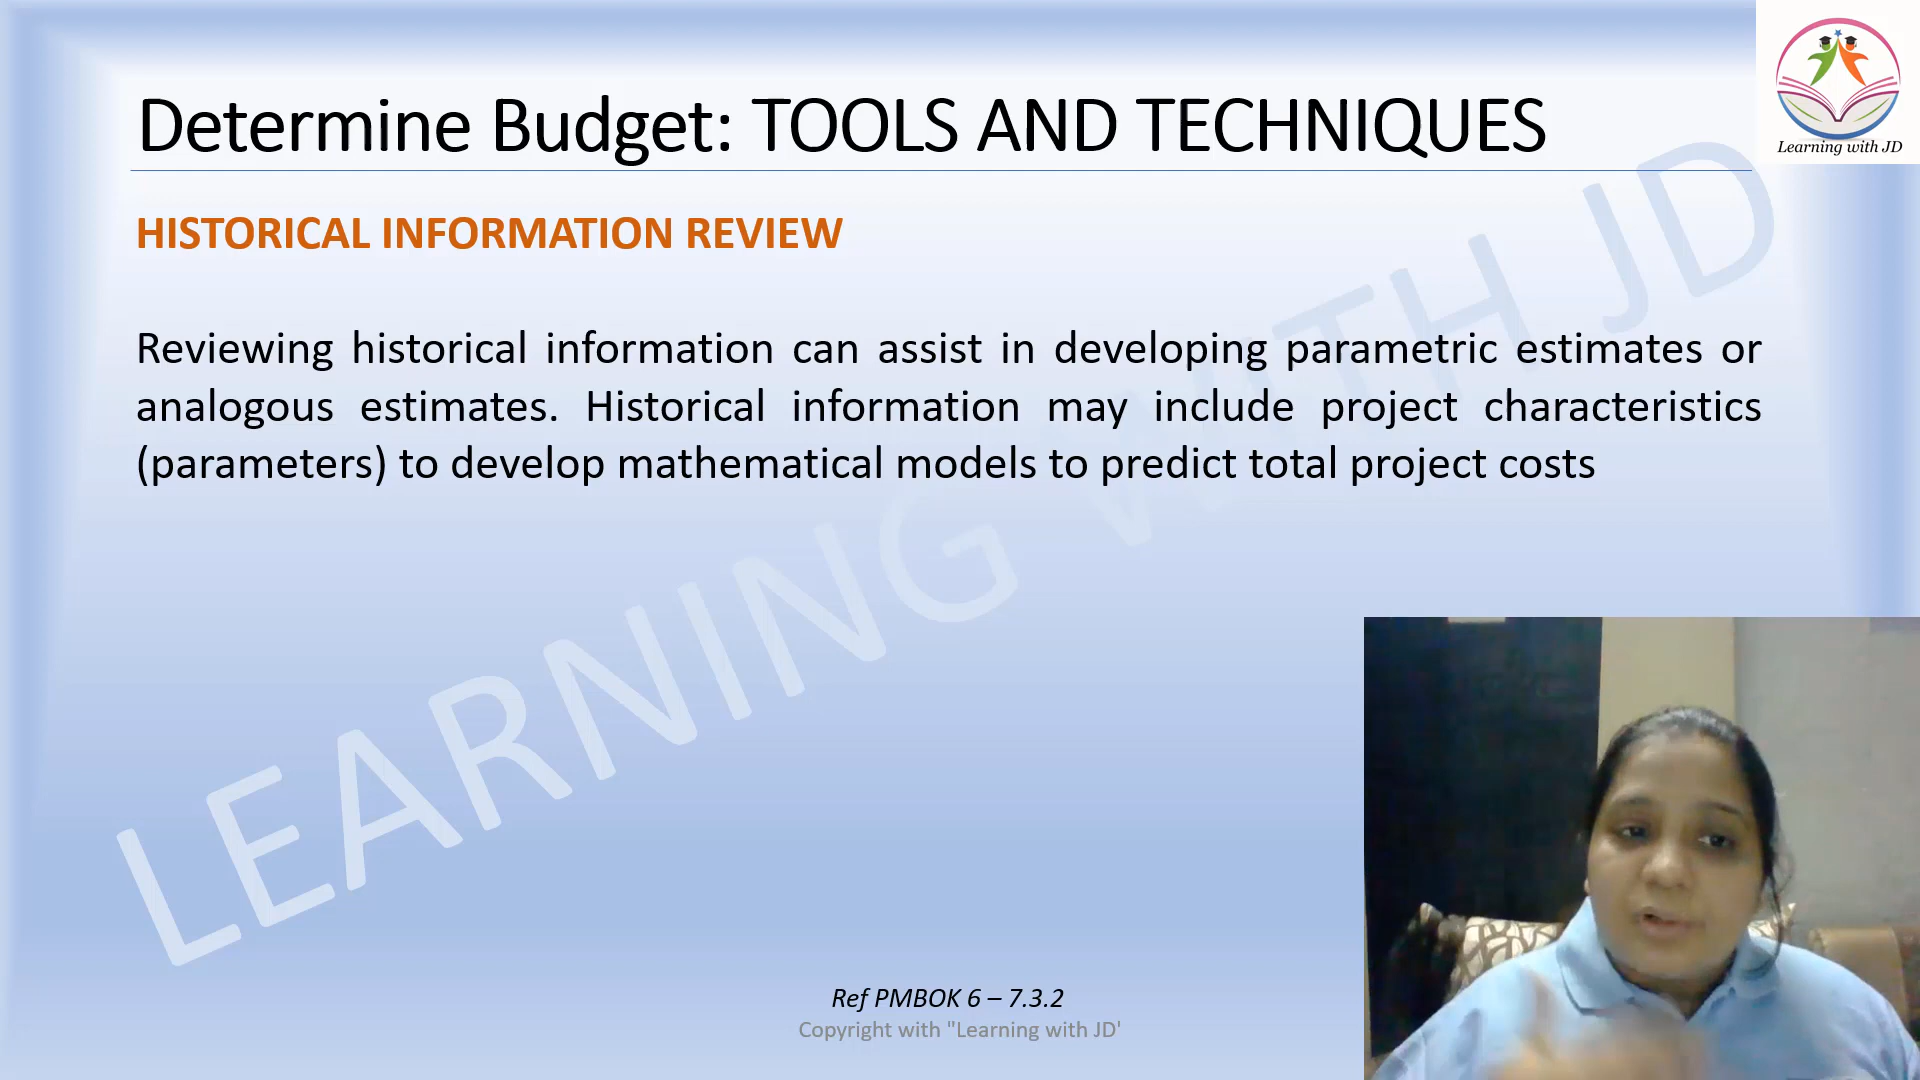 Determine Budget: TOOLS AND TECHNIQUES
Learning with JD
HISTORICAL INFORMATION REVIEW
Reviewing historical information can assist in developing parametric estimates or
analogous estimates. Historical information may include project characteristics
(parameters) to develop mathematical models to predict total project costs
LEARNING WITH JD
Ref PMBOK 6 – 7.3.2
Copyright with "Learning with JD'